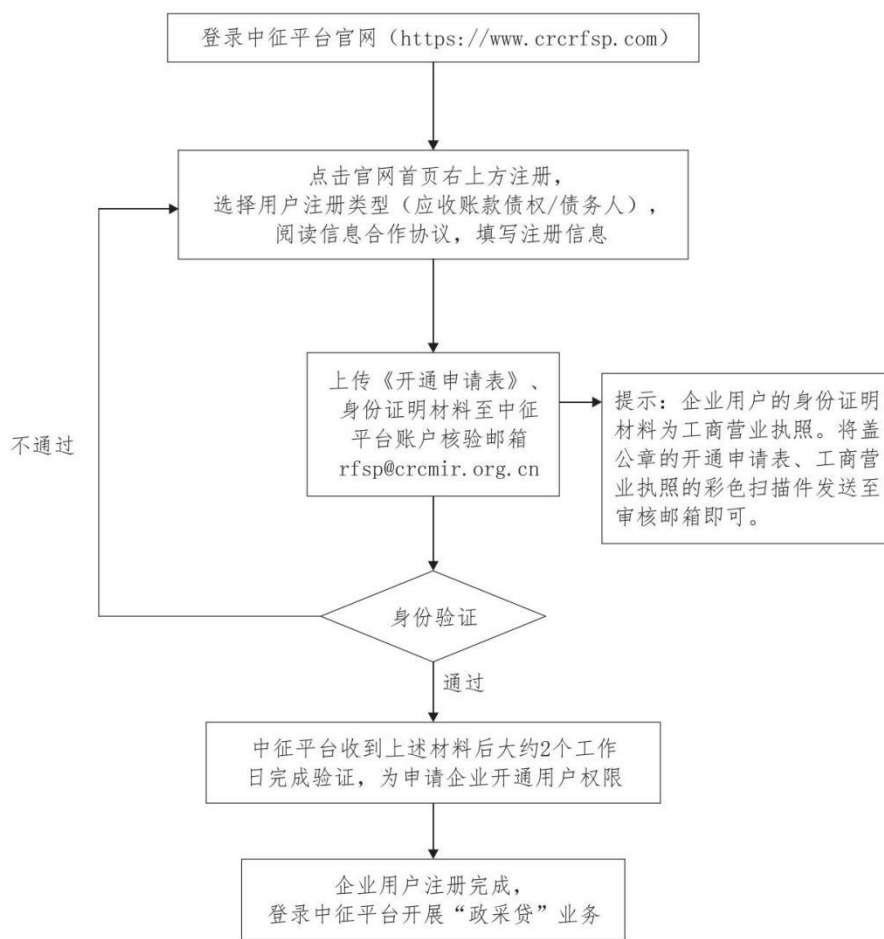 登录中征平台官网（https://www.crcrfsp.com）
点击官网首页右上方注册，
选择用户注册类型（应收账款债权/债务人），
阅读信息合作协议，填写注册信息
上传《开通申请表》、
身份证明材料至中征
平台账户核验邮箱
rfsp@crcmir.org.cn
提示：企业用户的身份证明
材料为工商营业执照。将盖
公章的开通申请表、工商营
业执照的彩色扫描件发送至
审核邮箱即可。
不通过
身份验证
通过
中征平台收到上述材料后大约2个工作
日完成验证，为申请企业开通用户权限
企业用户注册完成，
登录中征平台开展“政采贷”业务